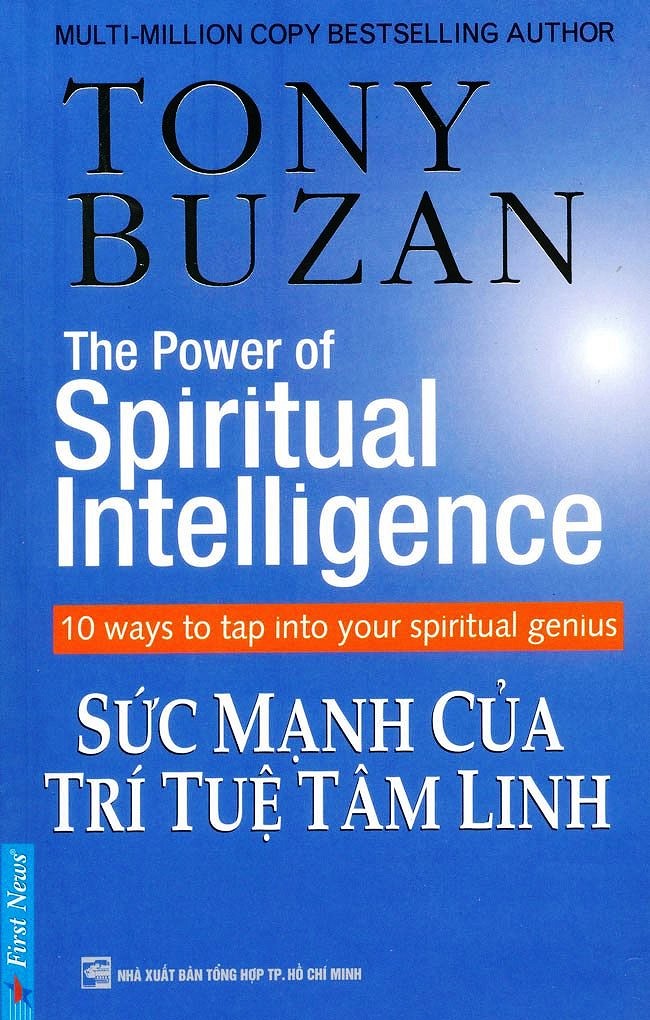 MULTI-MILLION COPY BESTSELLING AUTHOR
TONY
BUZAN
The Power of
Spiritual
Intelligence
10 ways to tap into your spiritual genius
SỨC MẠNH CỦA
TRÍ TUỆ TÂM LINH
First News®
NHÀ XUẤT BẢN TỔNG HỢP TP. HỒ CHÍ MINH